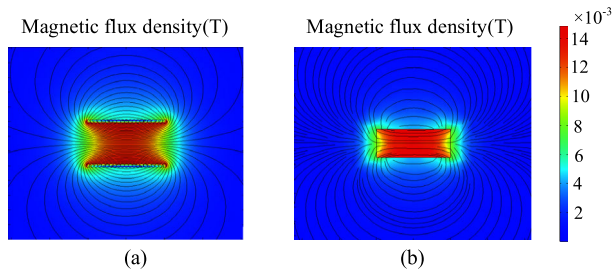 Magnetic flux density(T)
Magnetic flux density(T)
×10⁻³
14
12
10
8
6
4
2
(a)
(b)